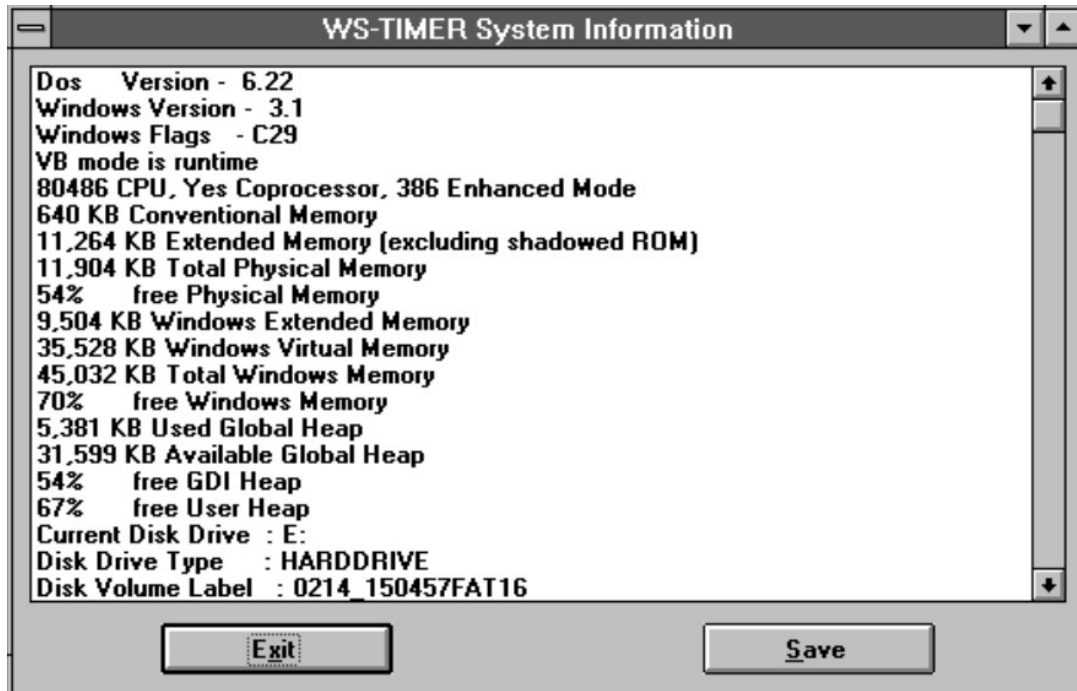 WS-TIMER System Information
Dos Version - 6.22
Windows Version - 3.1
Windows Flags - C29
VB mode is runtime
80486 CPU, Yes Coprocessor, 386 Enhanced Mode
640 KB Conventional Memory
11,264 KB Extended Memory (excluding shadowed ROM)
11,904 KB Total Physical Memory
54% free Physical Memory
9,504 KB Windows Extended Memory
35,528 KB Windows Virtual Memory
45,032 KB Total Windows Memory
70% free Windows Memory
5,381 KB Used Global Heap
31,599 KB Available Global Heap
54% free GDI Heap
67% free User Heap
Current Disk Drive : E:
Disk Drive Type : HARDDRIVE
Disk Volume Label : 0214_150457FAT16
Exit Save